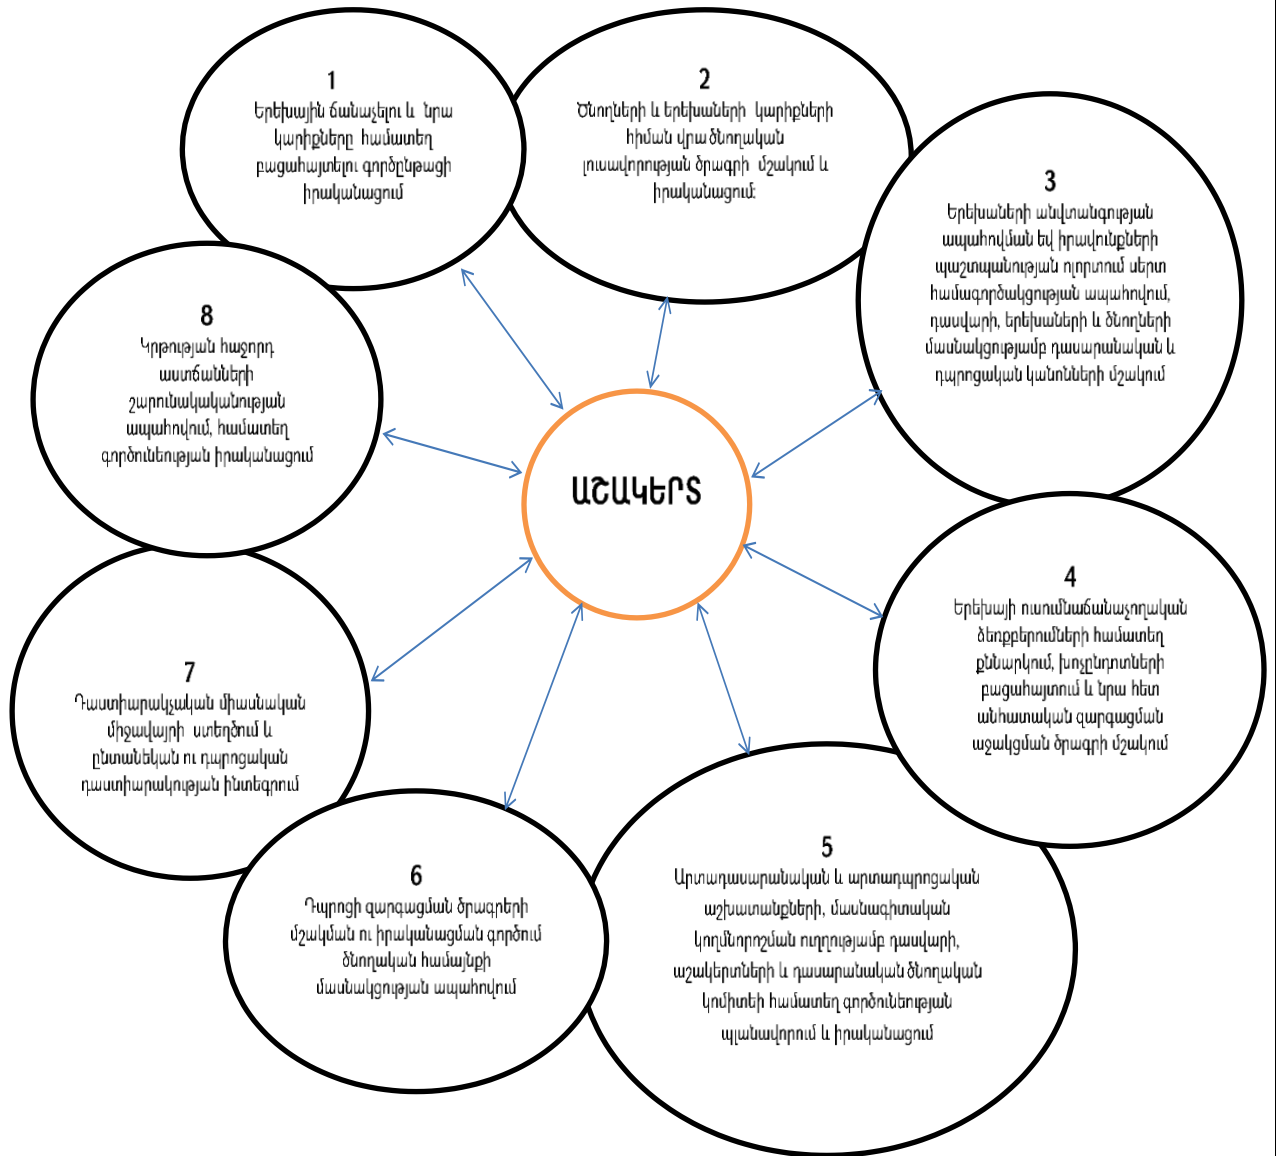 1
Երեխային ճանաչելու և նրա
կարիքները համատեղ
բացահայտելու գործընթացի
իրականացում
2
Ծնողների և երեխաների կարիքների
հիման վրա ծնողական
լուսավորության ծրագրի մշակում և
իրականացում:
3
Երեխաների անվտանգության
ապահովման եվ իրավունքների
պաշտպանության ոլորտում սերտ
համագործակցության ապահովում,
դասվարի, երեխաների և ծնողների
մասնակցությամբ դասարանական և
դպրոցական կանոնների մշակում
8
Կրթության հաջորդ
աստճանների
շարունակականության
ապահովում, համատեղ
գործունեության իրականացում
ԱՇԱԿԵՐՏ
4
Երեխայի ուսումնաճանաչողական
ձեռքբերումների համատեղ
քննարկում, խոչընդոտների
բացահայտում և նրա հետ
անհատական զարգացման
աջակցման ծրագրի մշակում
7
Դաստիարակչական միասնական
միջավայրի ստեղծում և
ընտանեկան ու դպրոցական
դաստիարակության ինտեգրում
5
Արտադասարանական և արտադպրոցական
աշխատանքների, մասնագիտական
կողմնորոշման ուղղությամբ դասվարի,
աշակերտների և դասարանական ծնողական
կոմիտեի համատեղ գործունեության
պլանավորում և իրականացում
6
Դպրոցի զարգացման ծրագրերի
մշակման ու իրականացման գործում
ծնողական համայնքի
մասնակցության ապահովում